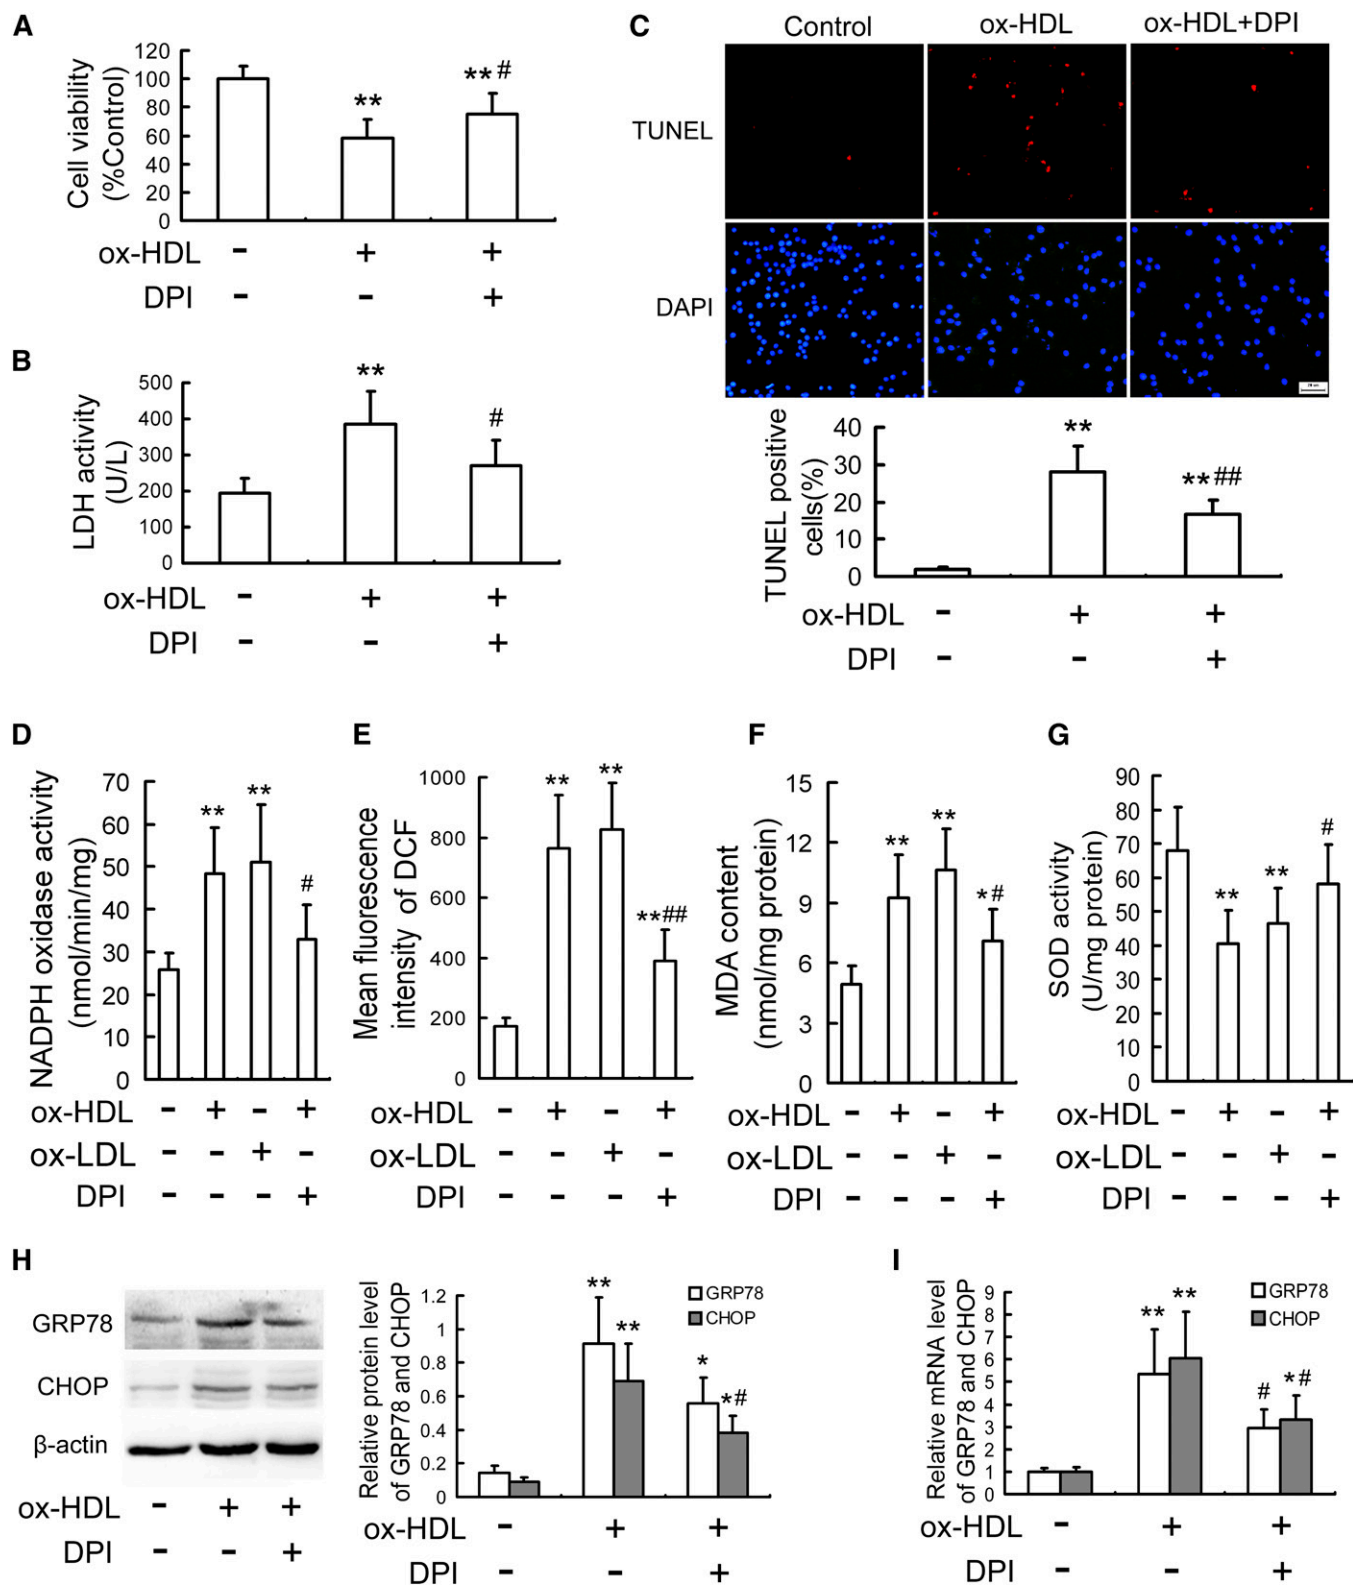 A
Cell viability
(%Control)
120
100
80
60
40
20
0
**
** #
ox-HDL - + +
DPI - - +
B
LDH activity
(U/L)
500
400
300
200
100
0
**
#
ox-HDL - + +
DPI - - +
C
Control ox-HDL ox-HDL+DPI
TUNEL
DAPI
TUNEL positive
cells(%)
40
30
20
10
0
**
**##
ox-HDL - + +
DPI - - +
D
NADPH oxidase activity
(nmol/min/mg)
70
60
50
40
30
20
10
0
**
**
#
ox-HDL - + - +
ox-LDL - - + -
DPI - - - +
E
Mean fluorescence
intensity of DCF
1000
800
600
400
200
0
**
**
**##
ox-HDL - + - +
ox-LDL - - + -
DPI - - - +
F
MDA content
(nmol/mg protein)
15
12
9
6
3
0
**
**
*#
ox-HDL - + - +
ox-LDL - - + -
DPI - - - +
G
SOD activity
(U/mg protein)
90
80
70
60
50
40
30
20
10
0
**
**
#
ox-HDL - + - +
ox-LDL - - + -
DPI - - - +
H
GRP78
CHOP
β-actin
ox-HDL - + +
DPI - - +
Relative protein level
of GRP78 and CHOP
1.2
1
0.8
0.6
0.4
0.2
0
GRP78
CHOP
**
**
*
*#
ox-HDL - + +
DPI - - +
I
Relative mRNA level
of GRP78 and CHOP
9
8
7
6
5
4
3
2
1
0
GRP78
CHOP
**
**
#
*#
ox-HDL - + +
DPI - - +